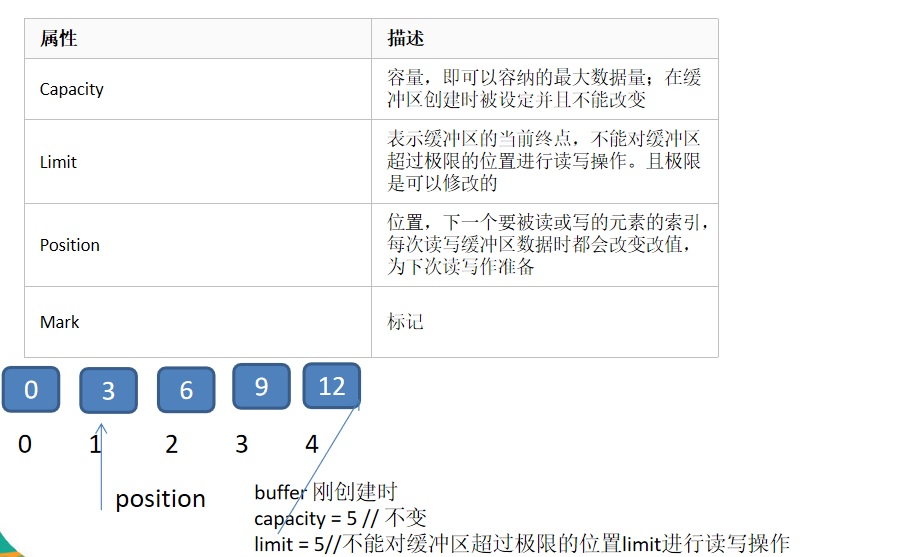 属性 描述
Capacity 容量，即可以容纳的最大数据量；在缓
冲区创建时被设定并且不能改变
Limit 表示缓冲区的当前终点，不能对缓冲区
超过极限的位置进行读写操作。且极限
是可以修改的
Position 位置，下一个要被读或写的元素的索引，
每次读写缓冲区数据时都会改变改值，
为下次读写作准备
Mark 标记
0 3 6 9 12
0 1 2 3 4
position
buffer 刚创建时
capacity = 5 // 不变
limit = 5//不能对缓冲区超过极限的位置limit进行读写操作